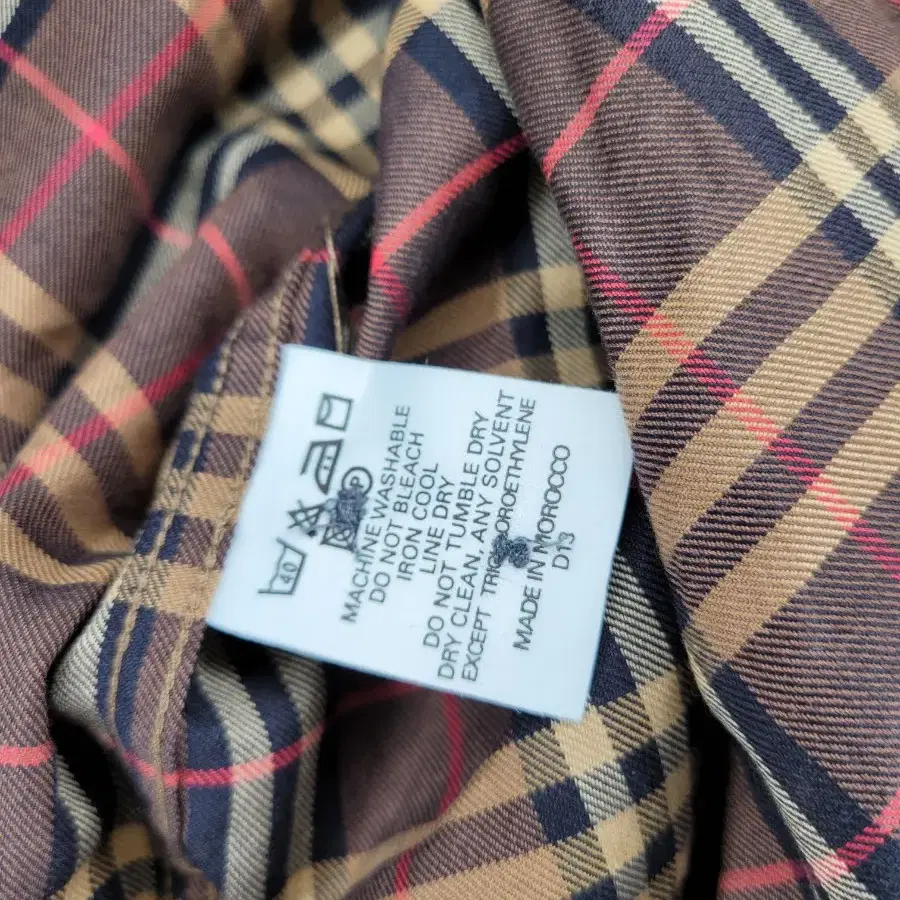 40
P
MACHINE WASHABLE
DO NOT BLEACH
IRON COOL
LINE DRY
DO NOT TUMBLE DRY
DRY CLEAN, ANY SOLVENT
EXCEPT TRICHLOROETHYLENE
MADE IN MOROCCO
D13